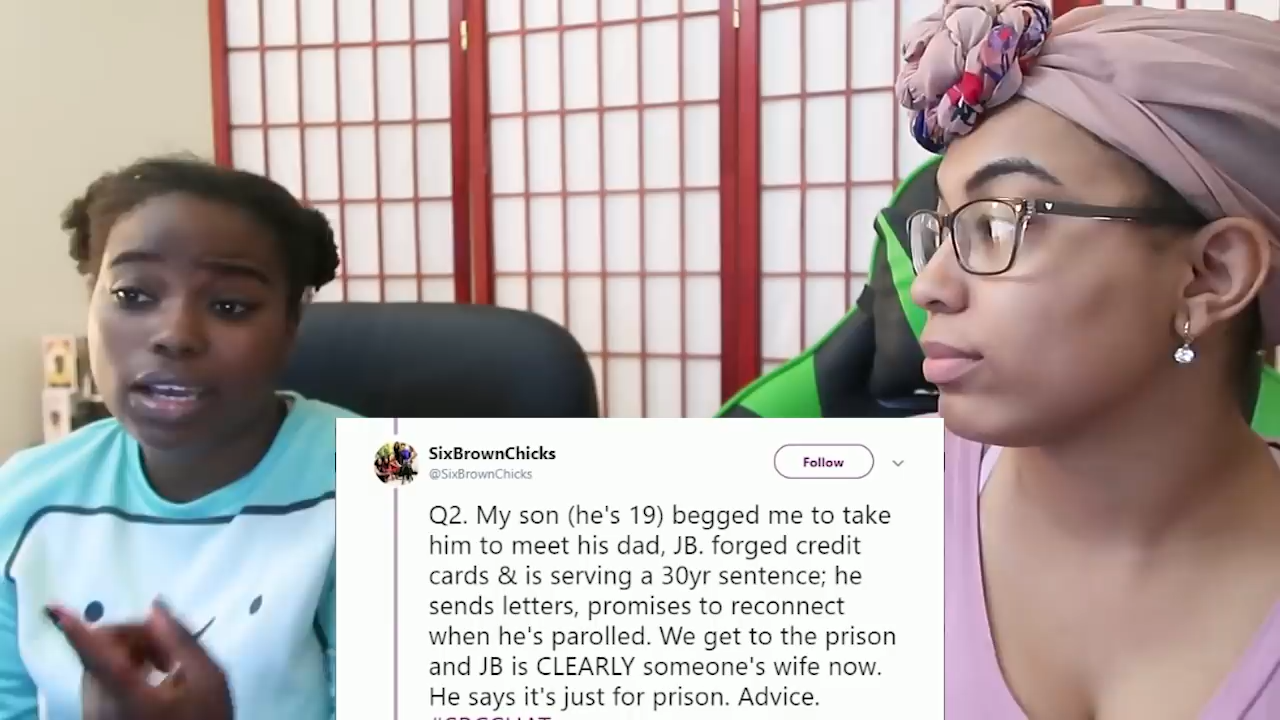 SixBrownChicks
@SixBrownChicks
Follow
Q2. My son (he's 19) begged me to take
him to meet his dad, JB. forged credit
cards & is serving a 30yr sentence; he
sends letters, promises to reconnect
when he's parolled. We get to the prison
and JB is CLEARLY someone's wife now.
He says it's just for prison. Advice.